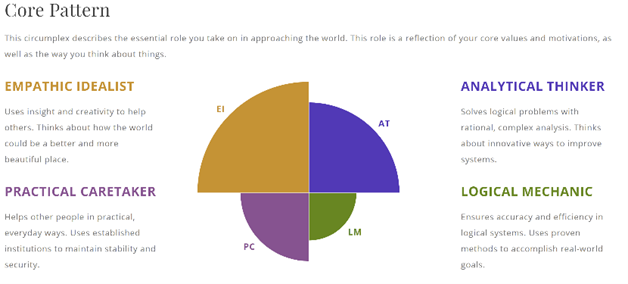 Core Pattern
This circumplex describes the essential role you take on in approaching the world. This role is a reflection of your core values and motivations, as
well as the way you think about things.
EMPATHIC IDEALIST
Uses insight and creativity to help
others. Thinks about how the world
could be a better and more
beautiful place.
PRACTICAL CARETAKER
Helps other people in practical,
everyday ways. Uses established
institutions to maintain stability and
security.
EI
AT
PC
LM
ANALYTICAL THINKER
Solves logical problems with
rational, complex analysis. Thinks
about innovative ways to improve
systems.
LOGICAL MECHANIC
Ensures accuracy and efficiency in
logical systems. Uses proven
methods to accomplish real-world
goals.